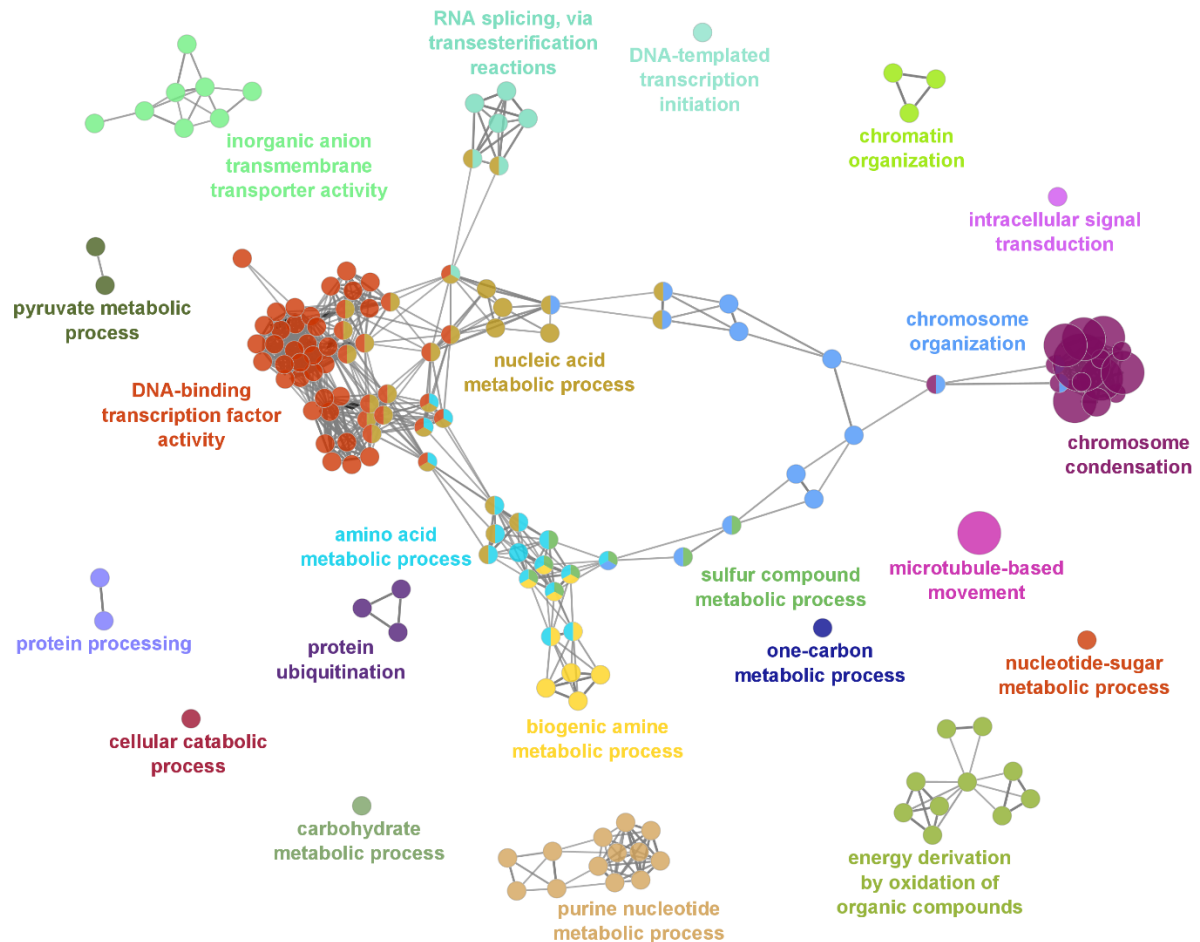 RNA splicing, via
transesterification
reactions
DNA-templated
transcription
initiation
chromatin
organization
inorganic anion
transmembrane
transporter activity
intracellular signal
transduction
pyruvate metabolic
process
chromosome
organization
nucleic acid
metabolic process
DNA-binding
transcription factor
activity
chromosome
condensation
amino acid
metabolic process
sulfur compound
metabolic process
microtubule-based
movement
protein processing
protein
ubiquitination
one-carbon
metabolic process
nucleotide-sugar
metabolic process
cellular catabolic
process
biogenic amine
metabolic process
carbohydrate
metabolic process
energy derivation
by oxidation of
organic compounds
purine nucleotide
metabolic process